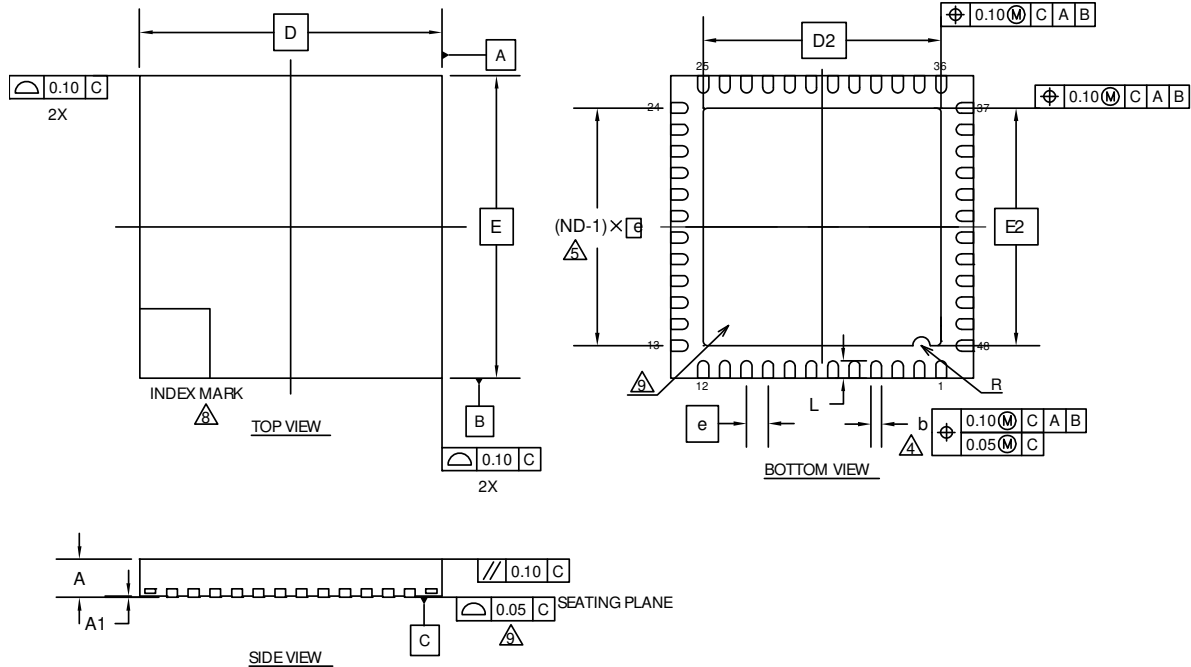 D
A
⌓ 0.10 C
2X
E
INDEX MARK
8
TOP VIEW
B
⌓ 0.10 C
2X
⌖ 0.10 Ⓜ C A B
D2
25
36
⌖ 0.10 Ⓜ C A B
24
37
(ND-1)× e
5
E2
13
48
9
12
1
R
L
e
b
4
⌖ 0.10 Ⓜ C A B
0.05 Ⓜ C
BOTTOM VIEW
A
A1
// 0.10 C
⌓ 0.05 C SEATING PLANE
9
C
SIDE VIEW